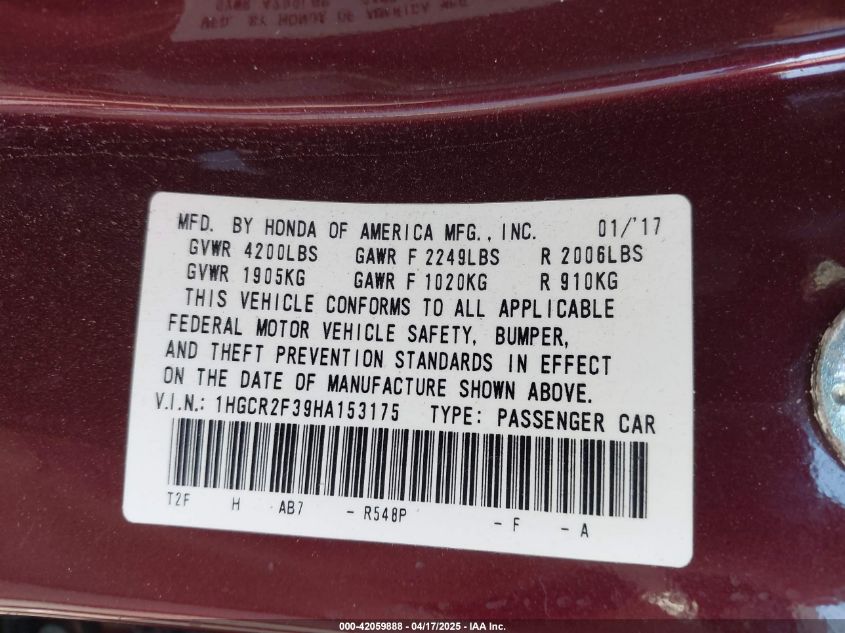 MFD. BY HONDA OF AMERICA MFG., INC. 01/'17
GVWR 4200LBS GAWR F 2249LBS R 2006LBS
GVWR 1905KG GAWR F 1020KG R 910KG
THIS VEHICLE CONFORMS TO ALL APPLICABLE
FEDERAL MOTOR VEHICLE SAFETY, BUMPER,
AND THEFT PREVENTION STANDARDS IN EFFECT
ON THE DATE OF MANUFACTURE SHOWN ABOVE.
V.I.N.: 1HGCR2F39HA153175 TYPE: PASSENGER CAR
T2F H AB7 - R548P - F - A
000-42059888 - 04/17/2025 - IAA Inc.